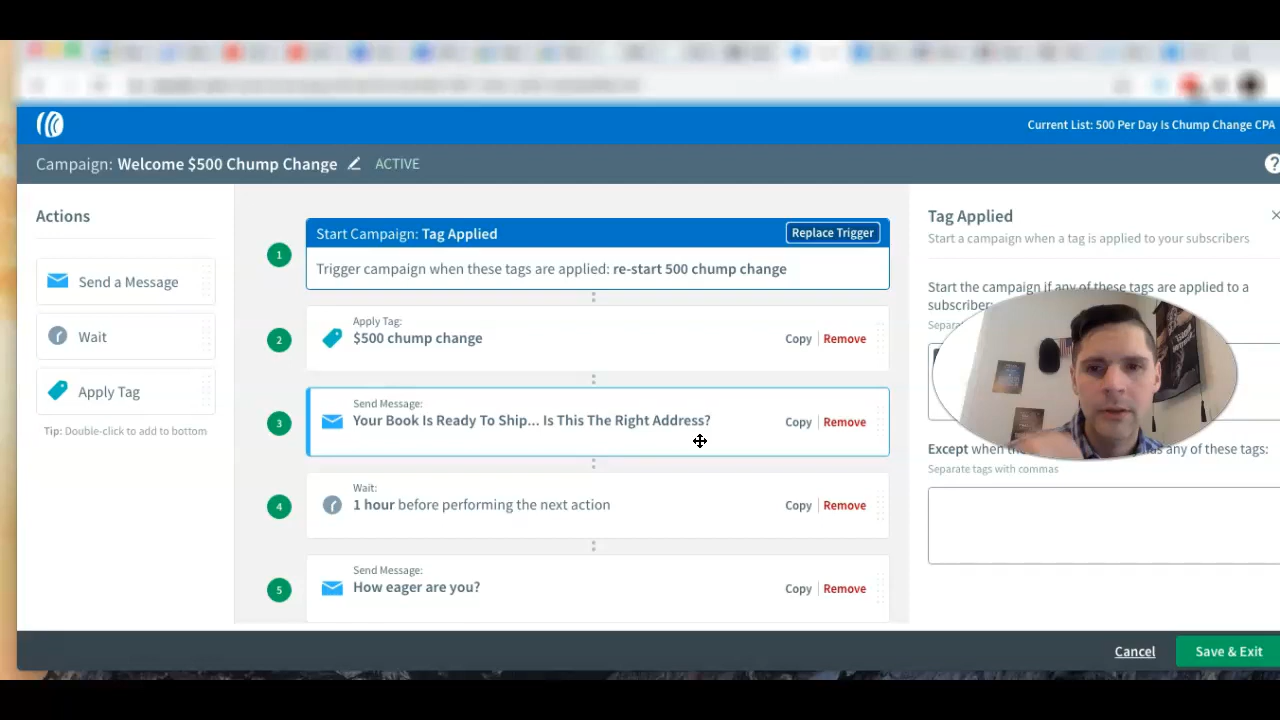 Current List: 500 Per Day Is Chump Change CPA
Campaign: Welcome $500 Chump Change ACTIVE
?
Actions
Send a Message
Wait
Apply Tag
Tip: Double-click to add to bottom
1
Start Campaign: Tag Applied
Replace Trigger
Trigger campaign when these tags are applied: re-start 500 chump change
2
Apply Tag:
$500 chump change
Copy | Remove
3
Send Message:
Your Book Is Ready To Ship... Is This The Right Address?
Copy | Remove
4
Wait:
1 hour before performing the next action
Copy | Remove
5
Send Message:
How eager are you?
Copy | Remove
Tag Applied
Start a campaign when a tag is applied to your subscribers
Start the campaign if any of these tags are applied to a
subscriber
Except when any of these tags:
Separate tags with commas
Cancel
Save & Exit